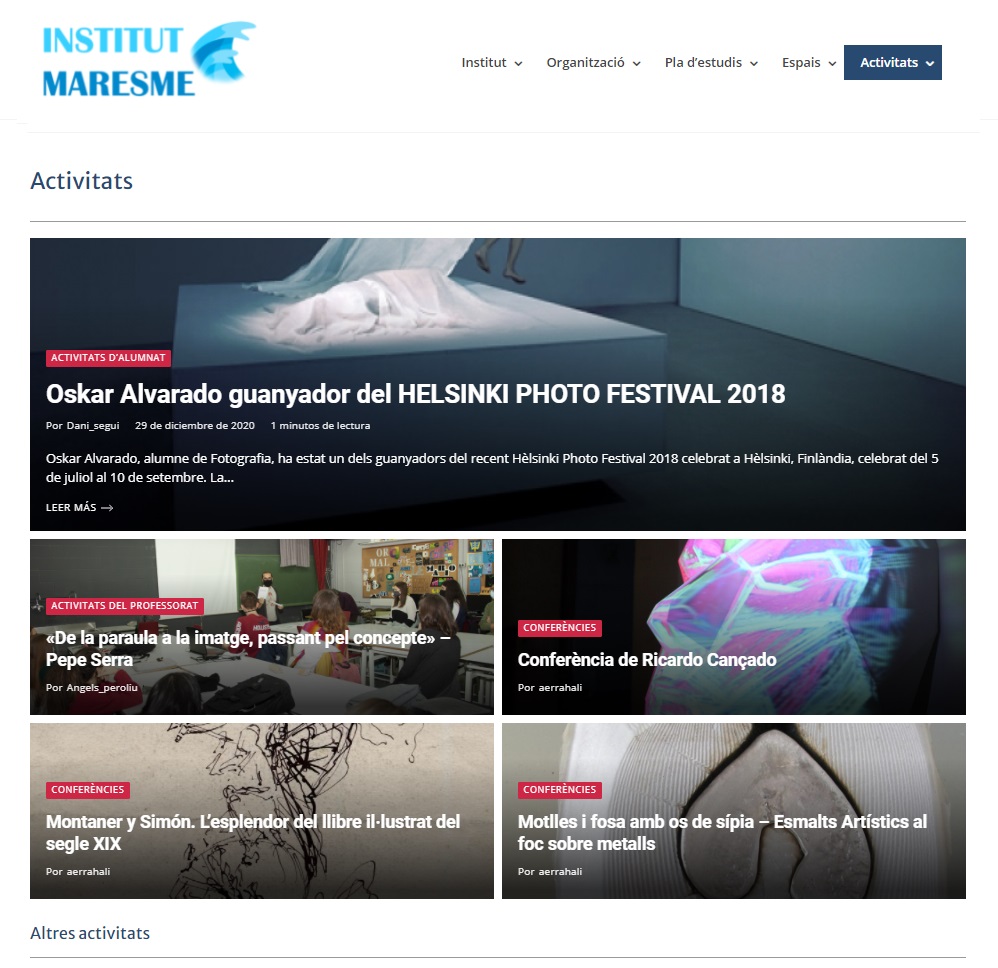 INSTITUT
MARESME
Institut
Organització
Pla d'estudis
Espais
Activitats
Activitats
ACTIVITATS D'ALUMNAT
Oskar Alvarado guanyador del HELSINKI PHOTO FESTIVAL 2018
Por Dani_segui 29 de diciembre de 2020 1 minutos de lectura
Oskar Alvarado, alumne de Fotografia, ha estat un dels guanyadors del recent Hèlsinki Photo Festival 2018 celebrat a Hèlsinki, Finlàndia, celebrat del 5
de juliol al 10 de setembre. La...
LEER MÁS →
ACTIVITATS DEL PROFESSORAT
«De la paraula a la imatge, passant pel concepte» –
Pepe Serra
Por Angels_peroliu
CONFERÈNCIES
Conferència de Ricardo Cançado
Por aerrahali
CONFERÈNCIES
Montaner y Simón. L'esplendor del llibre il·lustrat del
segle XIX
Por aerrahali
CONFERÈNCIES
Motlles i fosa amb os de sípia – Esmalts Artístics al
foc sobre metalls
Por aerrahali
Altres activitats